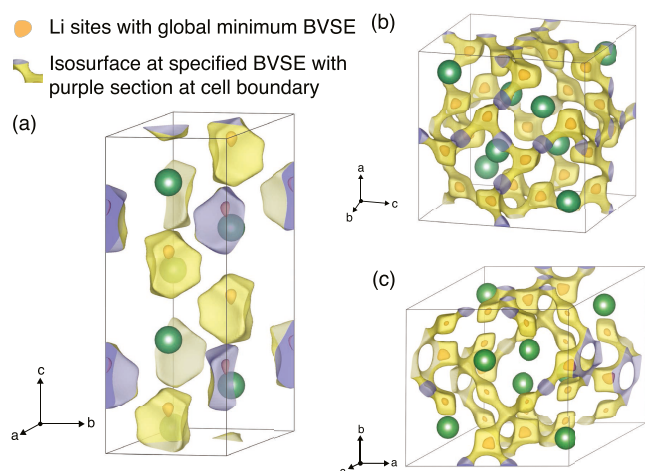 Li sites with global minimum BVSE
Isosurface at specified BVSE with
purple section at cell boundary
(a)
(b)
(c)
c
a
b
a
b
c
b
a